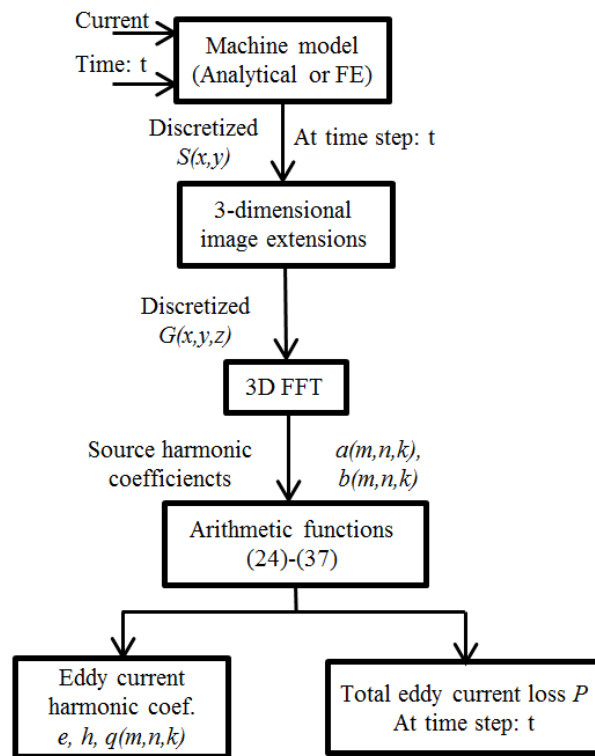 Current
Time: t
Machine model
(Analytical or FE)
Discretized
S(x,y)
At time step: t
3-dimensional
image extensions
Discretized
G(x,y,z)
3D FFT
Source harmonic
coefficiencts
a(m,n,k),
b(m,n,k)
Arithmetic functions
(24)-(37)
Eddy current
harmonic coef.
e, h, q(m,n,k)
Total eddy current loss P
At time step: t